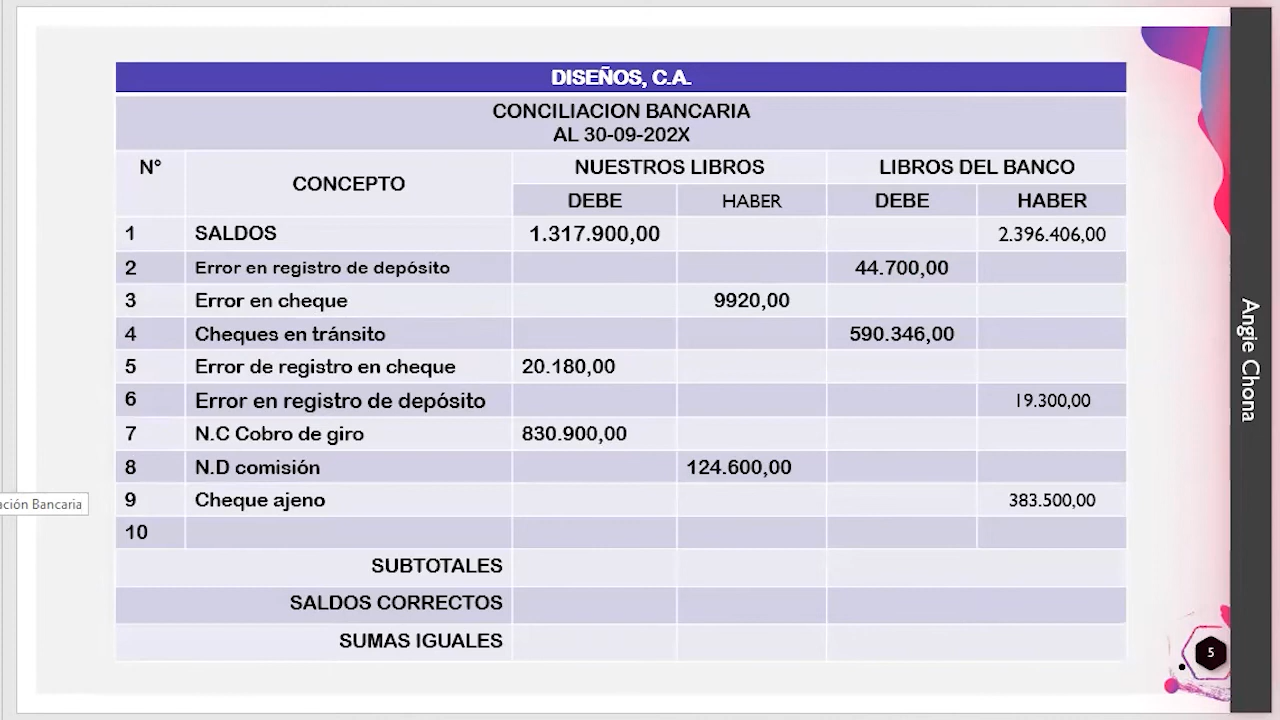 DISEÑOS, C.A.
CONCILIACION BANCARIA
AL 30-09-202X
N° CONCEPTO NUESTROS LIBROS LIBROS DEL BANCO
DEBE HABER DEBE HABER
1 SALDOS 1.317.900,00 2.396.406,00
2 Error en registro de depósito 44.700,00
3 Error en cheque 9920,00
4 Cheques en tránsito 590.346,00
5 Error de registro en cheque 20.180,00
6 Error en registro de depósito 19.300,00
7 N.C Cobro de giro 830.900,00
8 N.D comisión 124.600,00
9 Cheque ajeno 383.500,00
10
SUBTOTALES
SALDOS CORRECTOS
SUMAS IGUALES
ación Bancaria
Angie Chona
5